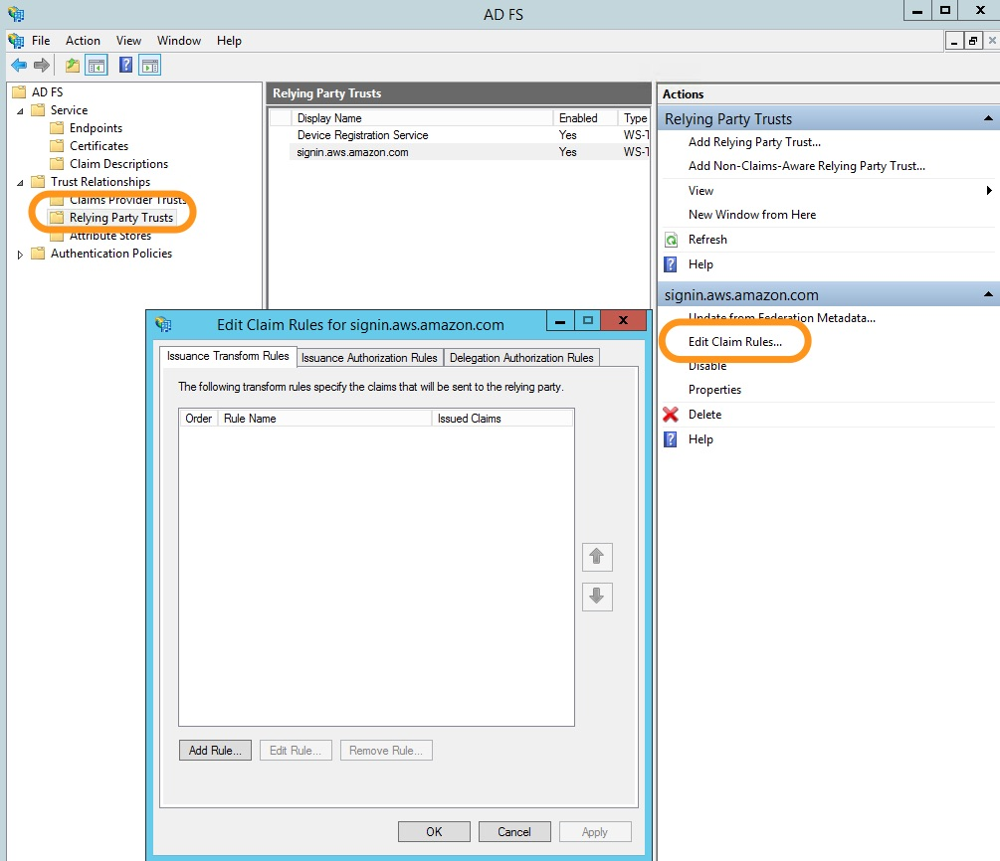 AD FS
File Action View Window Help
AD FS
Service
Endpoints
Certificates
Claim Descriptions
Trust Relationships
Claims Provider Trusts
Relying Party Trusts
Attribute Stores
Authentication Policies
Relying Party Trusts
Display Name Enabled Type
Device Registration Service Yes WS-T
signin.aws.amazon.com Yes WS-T
Actions
Relying Party Trusts
Add Relying Party Trust...
Add Non-Claims-Aware Relying Party Trust...
View
New Window from Here
Refresh
Help
signin.aws.amazon.com
Update from Federation Metadata...
Edit Claim Rules...
Disable
Properties
Delete
Help
Edit Claim Rules for signin.aws.amazon.com
Issuance Transform Rules Issuance Authorization Rules Delegation Authorization Rules
The following transform rules specify the claims that will be sent to the relying party.
Order Rule Name Issued Claims
Add Rule... Edit Rule... Remove Rule...
OK Cancel Apply